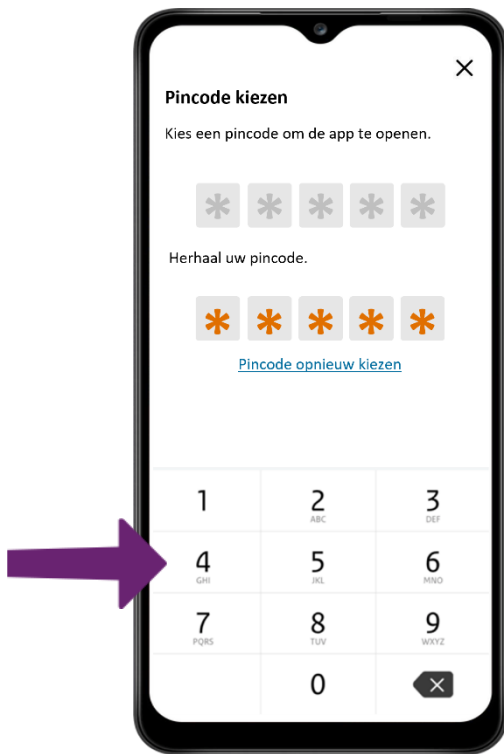 Pincode kiezen
Kies een pincode om de app te openen.
* * * * *
Herhaal uw pincode.
* * * * *
Pincode opnieuw kiezen
1 2 3
ABC DEF
4 5 6
GHI JKL MNO
7 8 9
PQRS TUV WXYZ
0